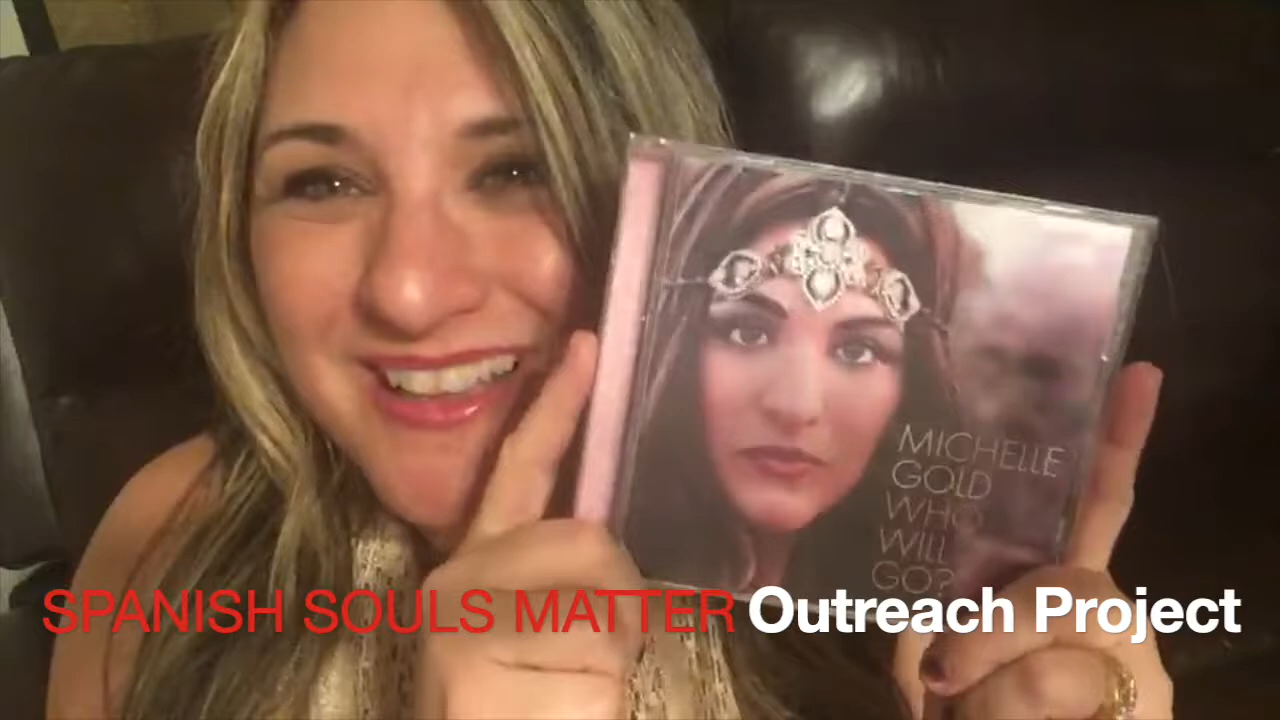 MICHELLE
GOLD
WHO
WILL
GO?
SPANISH SOULS MATTER Outreach Project